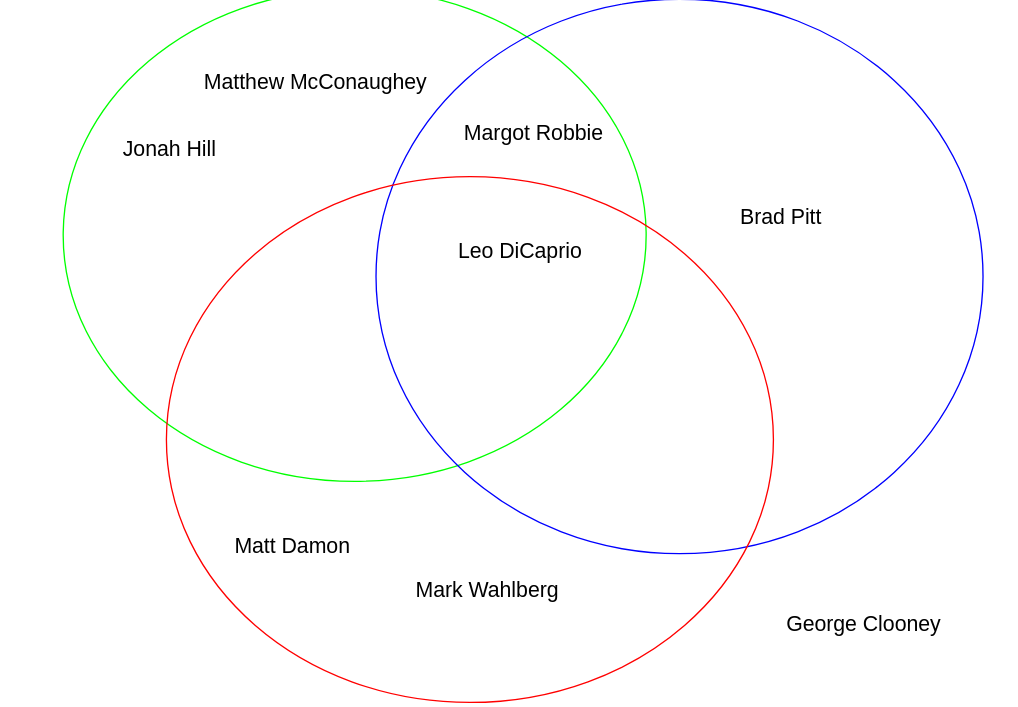 Matthew McConaughey
Margot Robbie
Jonah Hill
Brad Pitt
Leo DiCaprio
Matt Damon
Mark Wahlberg
George Clooney